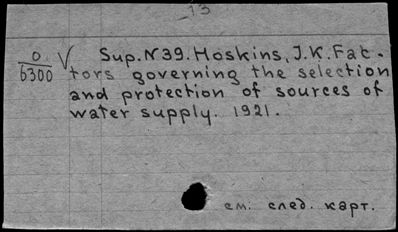 _13
0. V Sup. N39. Hoskins, J.K. Fac-
6300 tors governing the selection
and protection of sources of
water supply. 1921.
см. след. карт.